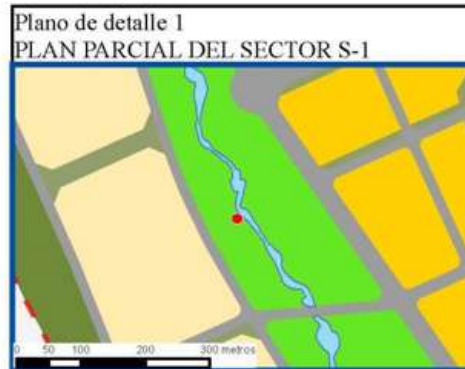 Plano de detalle 1
PLAN PARCIAL DEL SECTOR S-1
0 50 100 200 300 metros